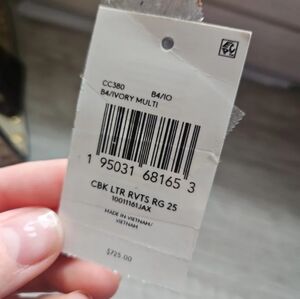 CC380 B4/IO
B4/IVORY MULTI
1 95031 68165 3
CBK LTR RVTS RG 25
10011161JAX
MADE IN VIETNAM/
VIETNAM
$725.00